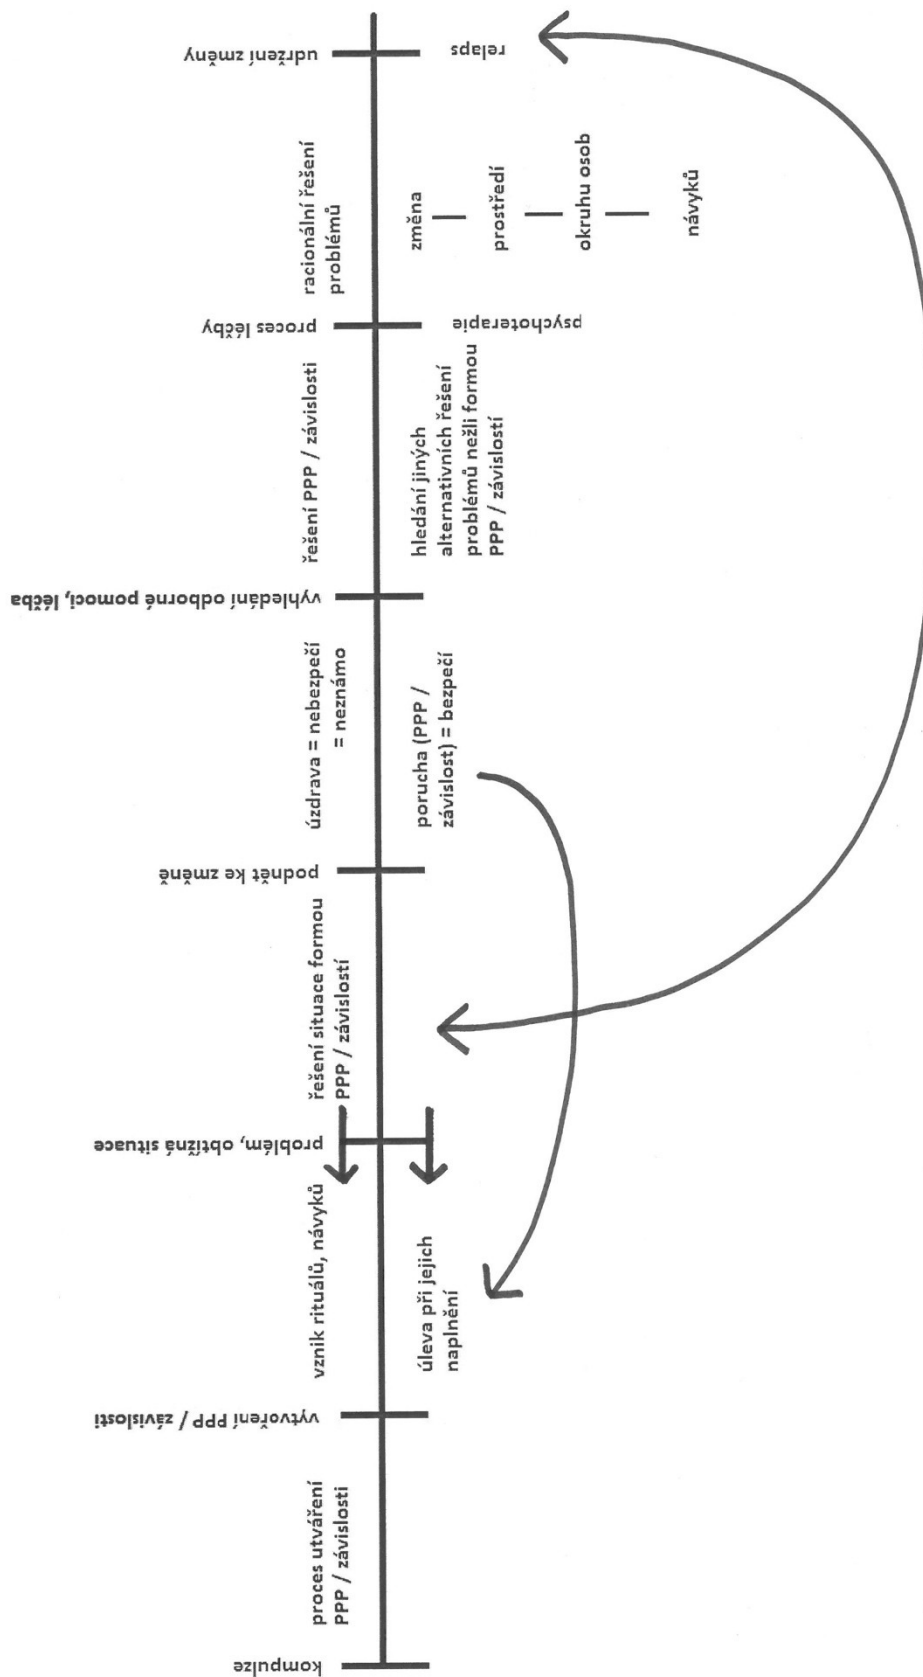 kompulze
proces utváření
PPP / závislosti
vytvoření PPP / závislosti
vznik rituálů, návyků
úleva při jejich
naplnění
problém, obtížná situace
řešení situace formou
PPP / závislostí
podnět ke změně
úzdrava = nebezpečí
= neznámo
porucha (PPP /
závislost) = bezpečí
vyhledání odborné pomoci, léčba
řešení PPP / závislosti
hledání jiných
alternativních řešení
problémů nežli formou
PPP / závislostí
proces léčby
psychoterapie
racionální řešení
problémů
změna
prostředí
okruhu osob
návyků
udržení změny
relaps